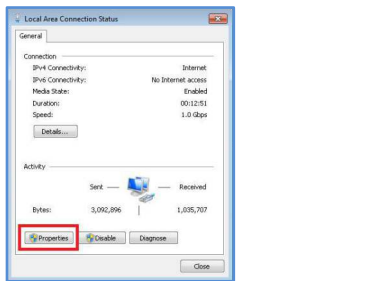 Local Area Connection Status
General
Connection
IPv4 Connectivity: Internet
IPv6 Connectivity: No Internet access
Media State: Enabled
Duration: 00:12:51
Speed: 1.0 Gbps
Details...
Activity
Sent Received
Bytes: 3,092,896 1,035,707
Properties Disable Diagnose
Close